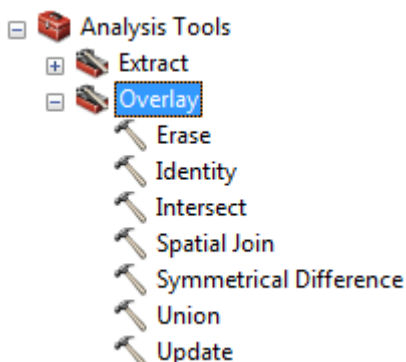 Analysis Tools
Extract
Overlay
Erase
Identity
Intersect
Spatial Join
Symmetrical Difference
Union
Update